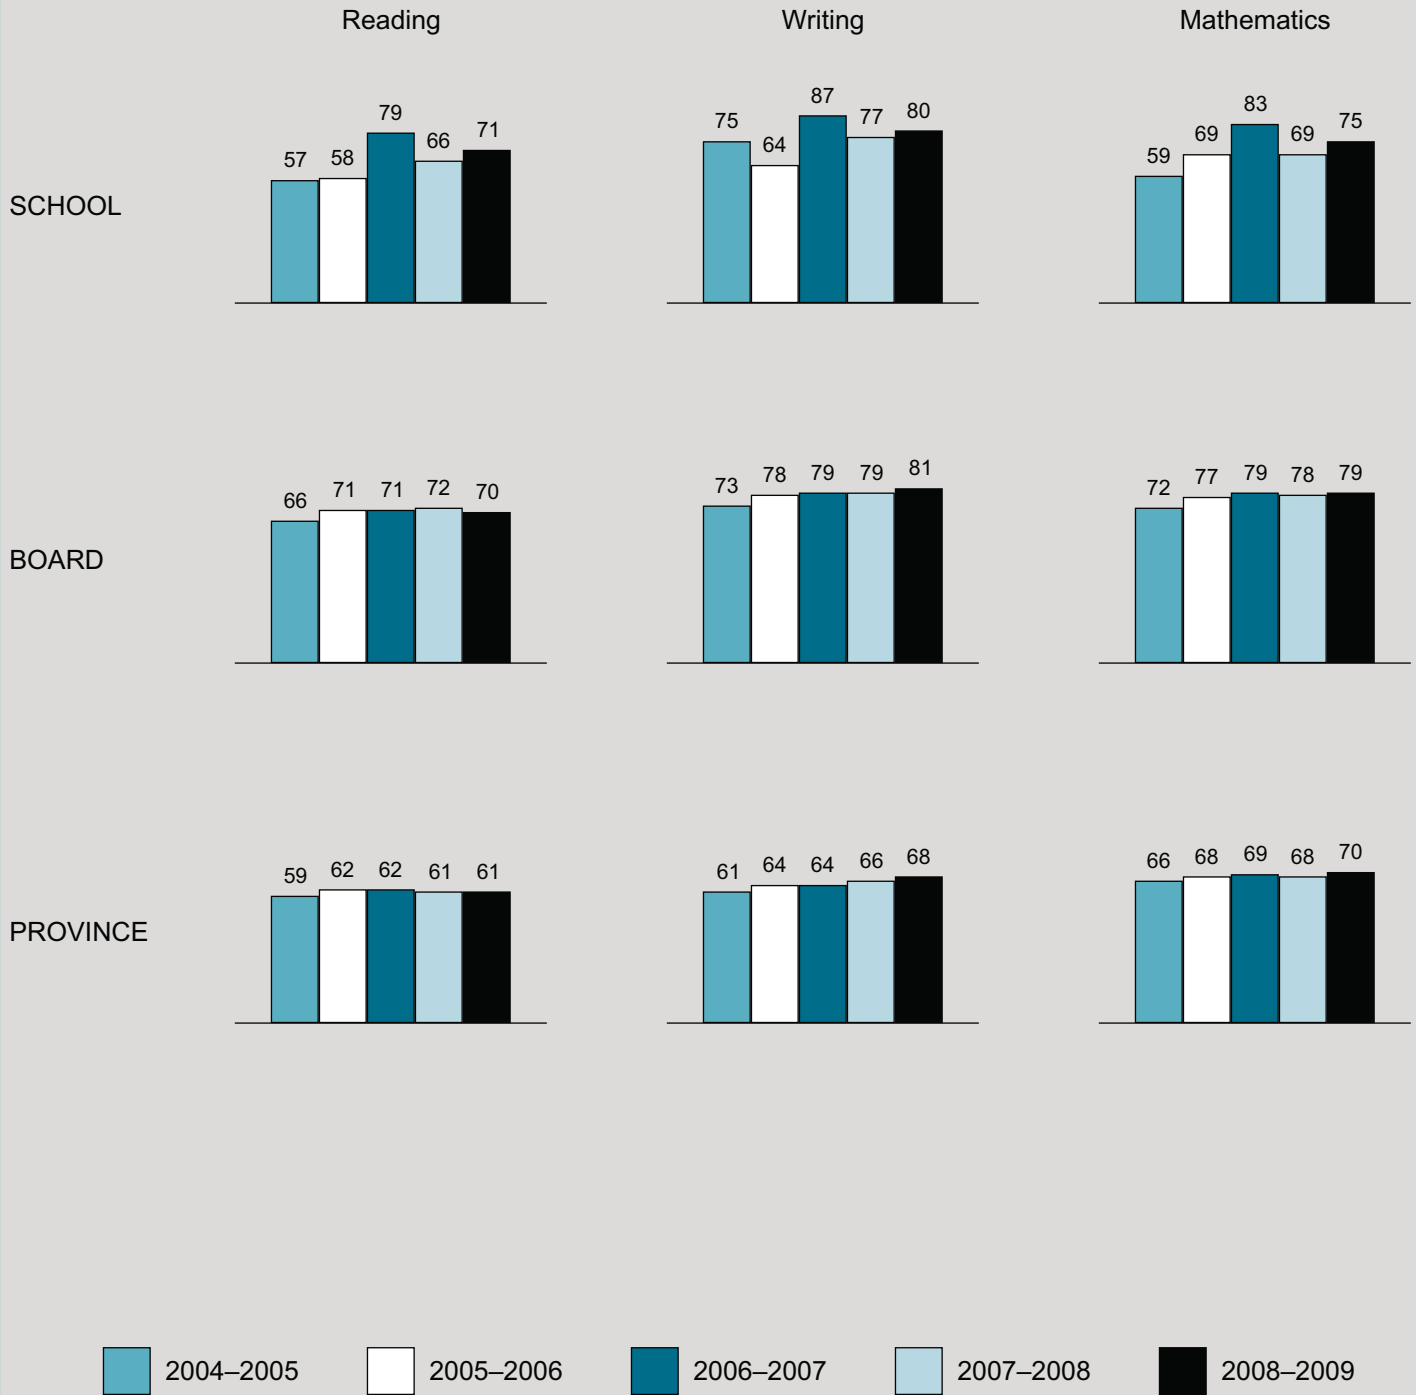 Reading Writing Mathematics
57 58 79 66 71 75 64 87 77 80 59 69 83 69 75
SCHOOL
66 71 71 72 70 73 78 79 79 81 72 77 79 78 79
BOARD
59 62 62 61 61 61 64 64 66 68 66 68 69 68 70
PROVINCE
2004–2005 2005–2006 2006–2007 2007–2008 2008–2009